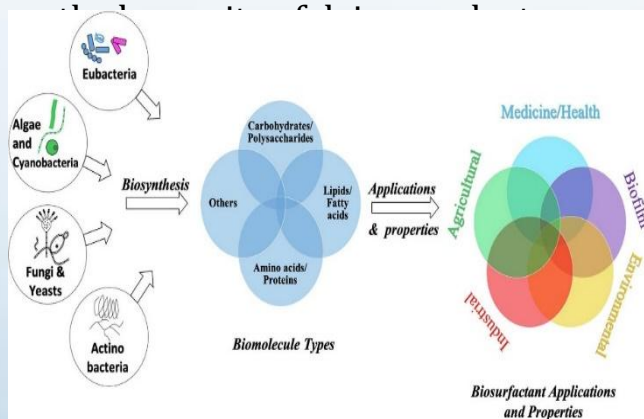 Eubacteria
Algae
and
Cyanobacteria
Fungi &
Yeasts
Actino
bacteria
Biosynthesis
Carbohydrates/
Polysaccharides
Others
Lipids/
Fatty
acids
Amino acids/
Proteins
Biomolecule Types
Applications
& properties
Medicine/Health
Agricultural
Biofilm
Industrial
Environmental
Biosurfactant Applications
and Properties